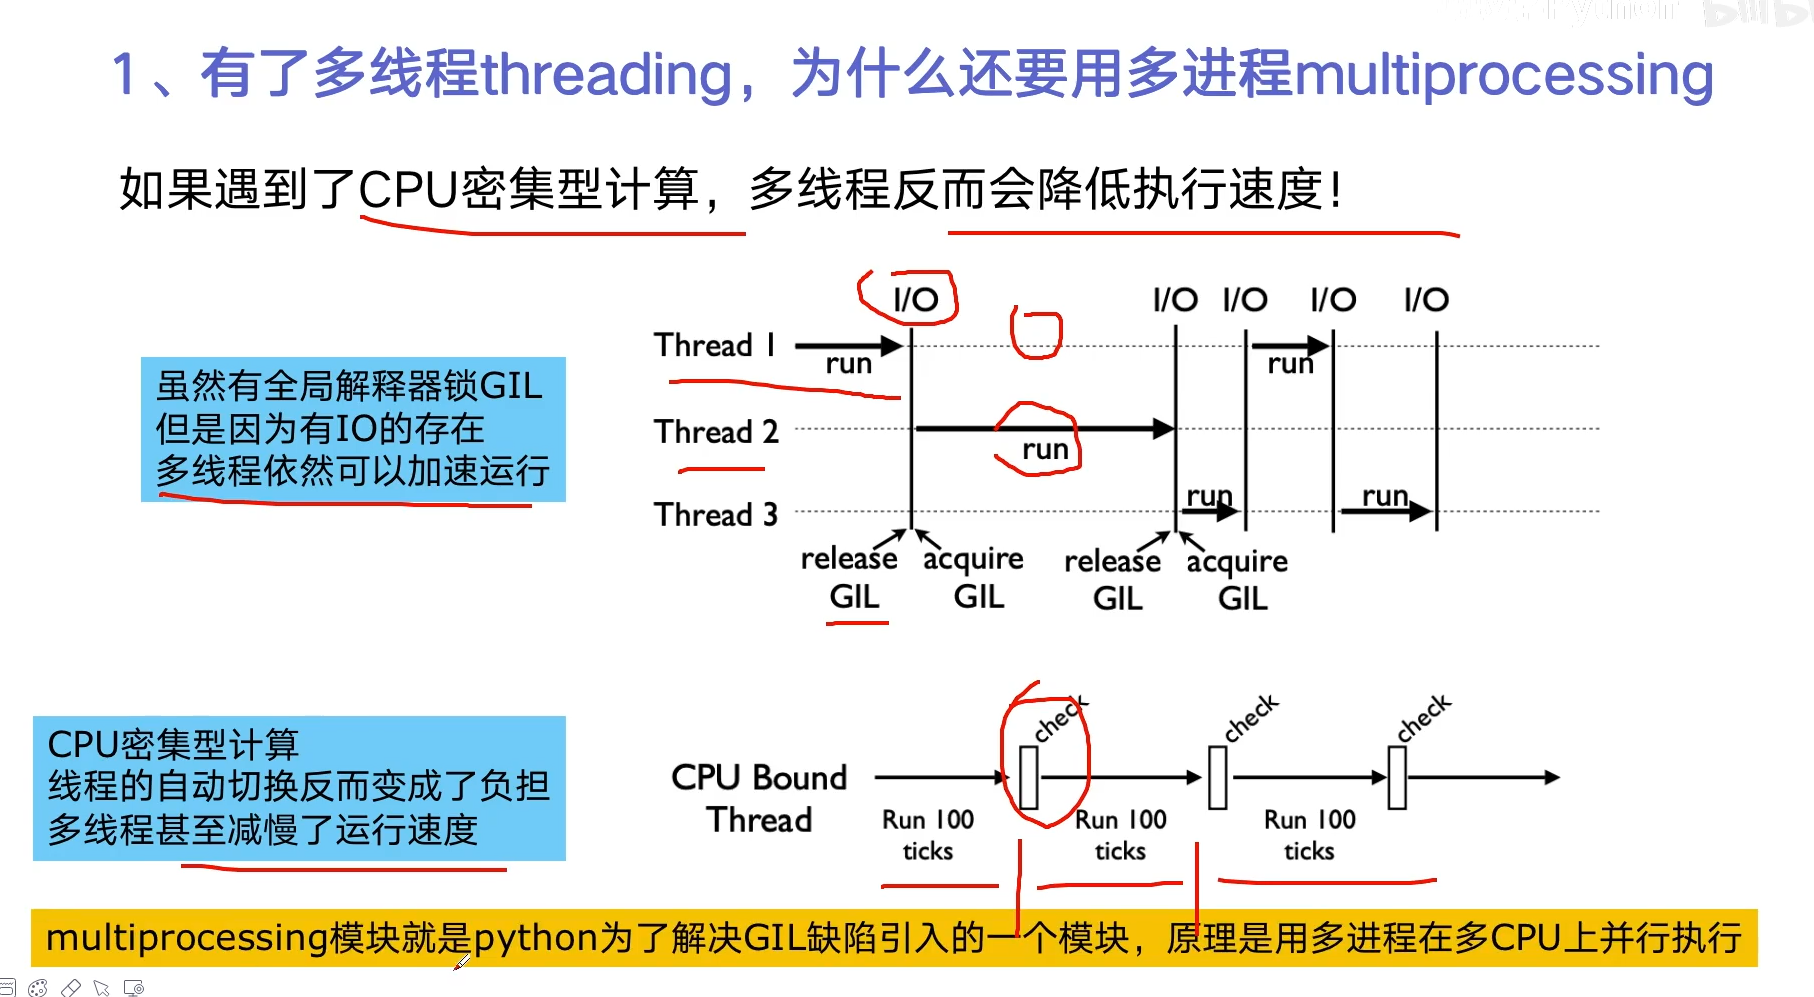 1、有了多线程threading，为什么还要用多进程multiprocessing
如果遇到了CPU密集型计算，多线程反而会降低执行速度！
I/O I/O I/O I/O I/O
Thread 1
run run
虽然有全局解释器锁GIL
但是因为有IO的存在
多线程依然可以加速运行
Thread 2
run
Thread 3
run run
release acquire release acquire
GIL GIL GIL GIL
check check check
CPU密集型计算
线程的自动切换反而变成了负担
多线程甚至减慢了运行速度
CPU Bound
Thread
Run 100 Run 100 Run 100
ticks ticks ticks
multiprocessing模块就是python为了解决GIL缺陷引入的一个模块，原理是用多进程在多CPU上并行执行